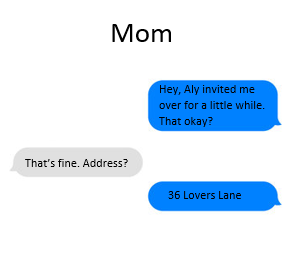 Mom
Hey, Aly invited me
over for a little while.
That okay?
That's fine. Address?
36 Lovers Lane